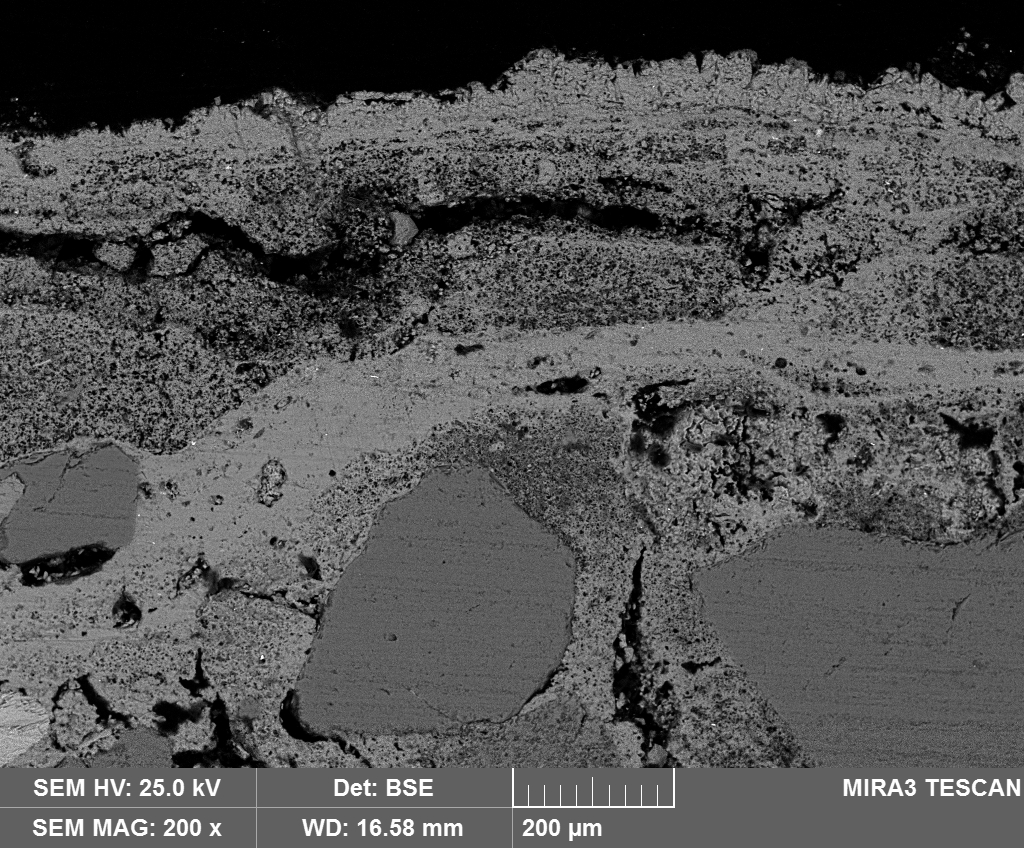 SEM HV: 25.0 kV
Det: BSE
MIRA3 TESCAN
SEM MAG: 200 x
WD: 16.58 mm
200 µm